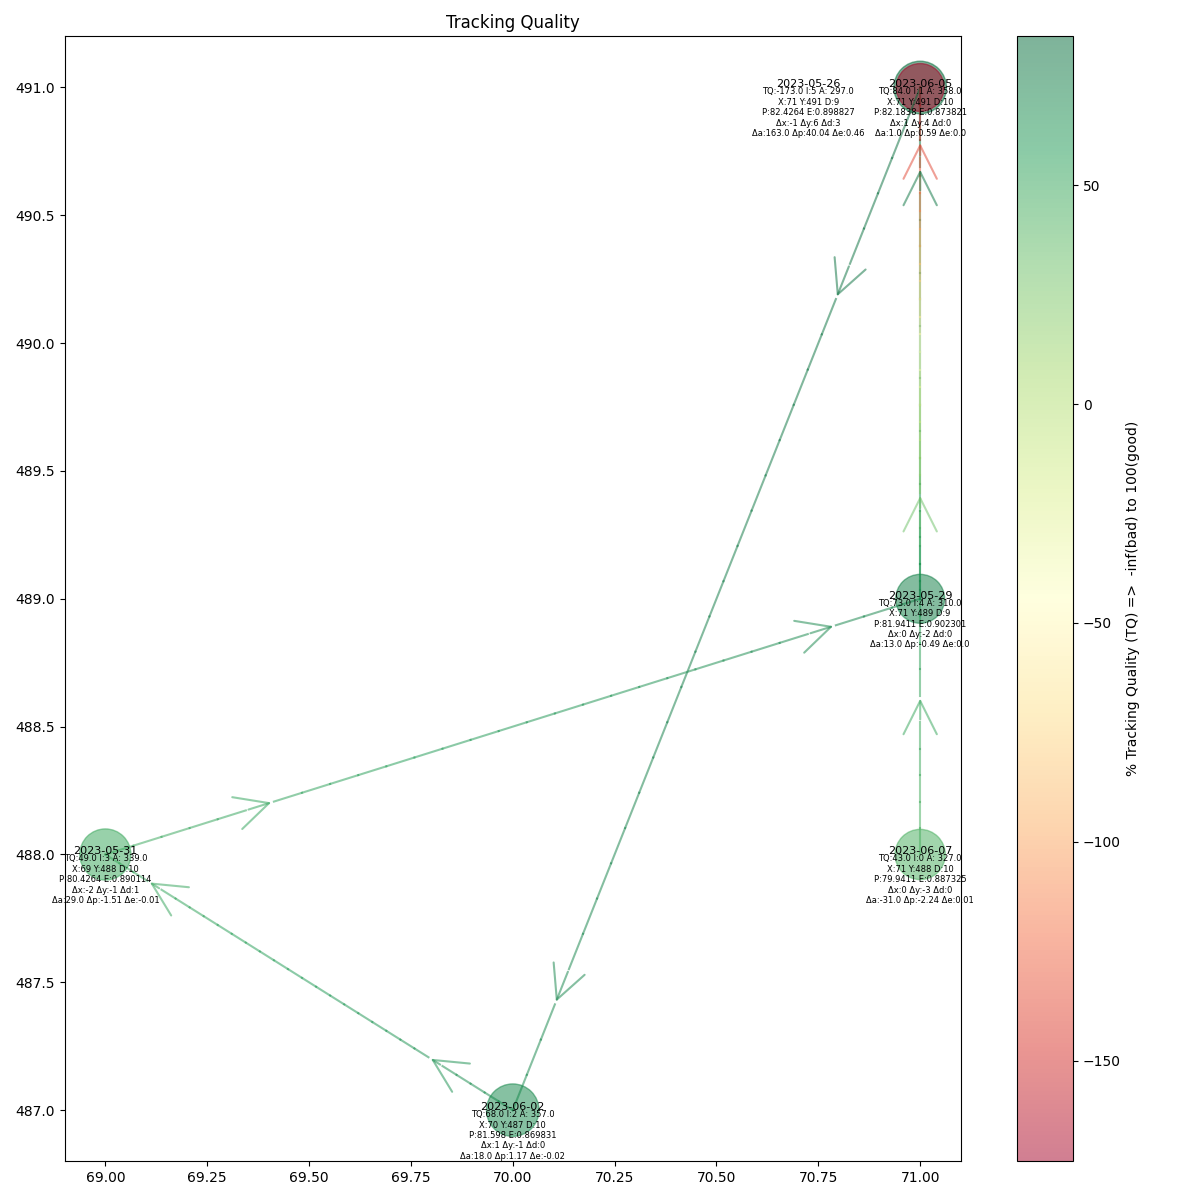 Tracking Quality
491.0
490.5
490.0
489.5
489.0
488.5
488.0
487.5
487.0
2023-05-26
TQ:-173.0 I:5 A: 297.0
X:71 Y:491 D:9
P:82.4264 E:0.898827
Δx:-1 Δy:6 Δd:3
Δa:163.0 Δp:40.04 Δe:0.46
2023-06-05
TQ:84.0 I:1 A: 358.0
X:71 Y:491 D:10
P:82.1838 E:0.873821
Δx:1 Δy:4 Δd:0
Δa:1.0 Δp:0.59 Δe:0.0
2023-05-29
TQ:73.0 I:4 A: 310.0
X:71 Y:489 D:9
P:81.9411 E:0.902301
Δx:0 Δy:-2 Δd:0
Δa:13.0 Δp:-0.49 Δe:0.0
2023-05-31
TQ:49.0 I:3 A: 339.0
X:69 Y:488 D:10
P:80.4264 E:0.890114
Δx:-2 Δy:-1 Δd:1
Δa:29.0 Δp:-1.51 Δe:-0.01
2023-06-07
TQ:43.0 I:0 A: 327.0
X:71 Y:488 D:10
P:79.9411 E:0.887325
Δx:0 Δy:-3 Δd:0
Δa:-31.0 Δp:-2.24 Δe:0.01
2023-06-02
TQ:68.0 I:2 A: 357.0
X:70 Y:487 D:10
P:81.598 E:0.869831
Δx:1 Δy:-1 Δd:0
Δa:18.0 Δp:1.17 Δe:-0.02
69.00 69.25 69.50 69.75 70.00 70.25 70.50 70.75 71.00
50
0
−50
−100
−150
% Tracking Quality (TQ) => -inf(bad) to 100(good)